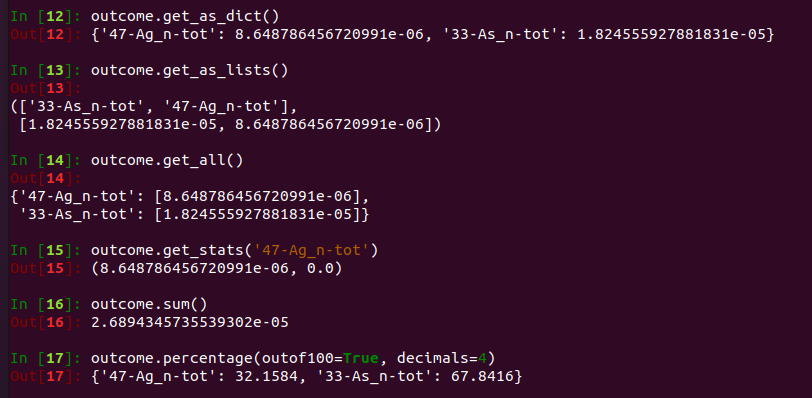 In [12]: outcome.get_as_dict()
Out[12]: {'47-Ag_n-tot': 8.648786456720991e-06, '33-As_n-tot': 1.824555927881831e-05}
In [13]: outcome.get_as_lists()
Out[13]:
(['33-As_n-tot', '47-Ag_n-tot'],
 [1.824555927881831e-05, 8.648786456720991e-06])
In [14]: outcome.get_all()
Out[14]:
{'47-Ag_n-tot': [8.648786456720991e-06],
 '33-As_n-tot': [1.824555927881831e-05]}
In [15]: outcome.get_stats('47-Ag_n-tot')
Out[15]: (8.648786456720991e-06, 0.0)
In [16]: outcome.sum()
Out[16]: 2.6894345735539302e-05
In [17]: outcome.percentage(outof100=True, decimals=4)
Out[17]: {'47-Ag_n-tot': 32.1584, '33-As_n-tot': 67.8416}